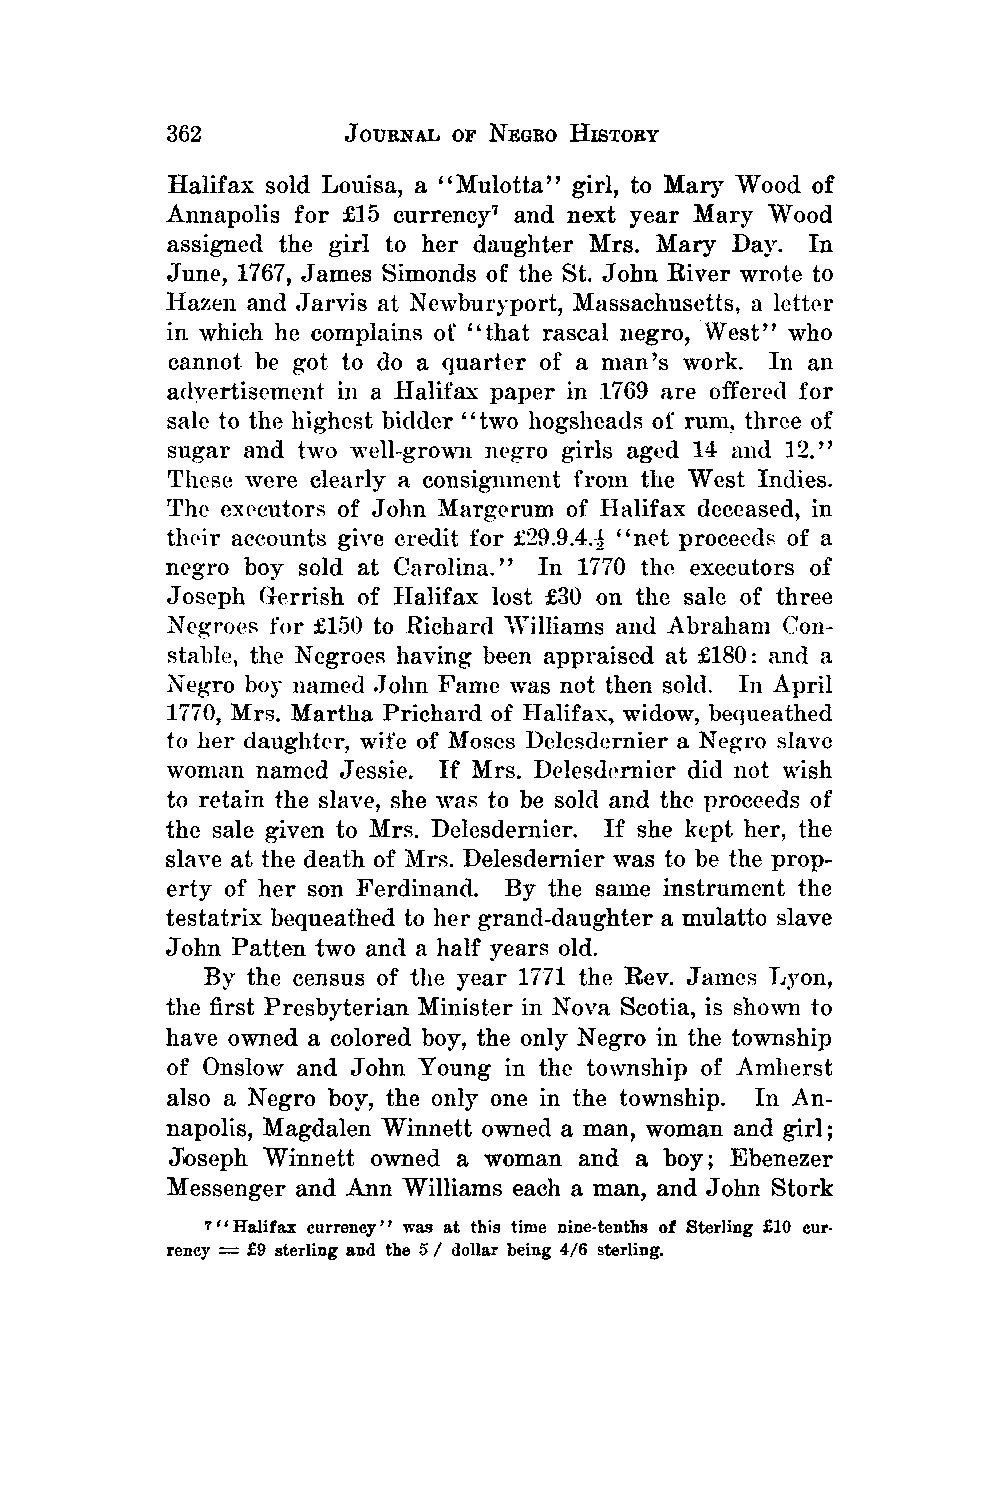 362 JOURNAL OF NEGRO HISTORY
Halifax sold Louisa, a "Mulotta" girl, to Mary Wood of
Annapolis for £15 currency⁷ and next year Mary Wood
assigned the girl to her daughter Mrs. Mary Day. In
June, 1767, James Simonds of the St. John River wrote to
Hazen and Jarvis at Newburyport, Massachusetts, a letter
in which he complains of "that rascal negro, West" who
cannot be got to do a quarter of a man's work. In an
advertisement in a Halifax paper in 1769 are offered for
sale to the highest bidder "two hogsheads of rum, three of
sugar and two well-grown negro girls aged 14 and 12."
These were clearly a consignment from the West Indies.
The executors of John Margerum of Halifax deceased, in
their accounts give credit for £29.9.4.½ "net proceeds of a
negro boy sold at Carolina." In 1770 the executors of
Joseph Gerrish of Halifax lost £30 on the sale of three
Negroes for £150 to Richard Williams and Abraham Con-
stable, the Negroes having been appraised at £180: and a
Negro boy named John Fame was not then sold. In April
1770, Mrs. Martha Prichard of Halifax, widow, bequeathed
to her daughter, wife of Moses Delesdernier a Negro slave
woman named Jessie. If Mrs. Delesdernier did not wish
to retain the slave, she was to be sold and the proceeds of
the sale given to Mrs. Delesdernier. If she kept her, the
slave at the death of Mrs. Delesdernier was to be the prop-
erty of her son Ferdinand. By the same instrument the
testatrix bequeathed to her grand-daughter a mulatto slave
John Patten two and a half years old.
By the census of the year 1771 the Rev. James Lyon,
the first Presbyterian Minister in Nova Scotia, is shown to
have owned a colored boy, the only Negro in the township
of Onslow and John Young in the township of Amherst
also a Negro boy, the only one in the township. In An-
napolis, Magdalen Winnett owned a man, woman and girl;
Joseph Winnett owned a woman and a boy; Ebenezer
Messenger and Ann Williams each a man, and John Stork
⁷ "Halifax currency" was at this time nine-tenths of Sterling £10 cur-
rency = £9 sterling and the 5/ dollar being 4/6 sterling.